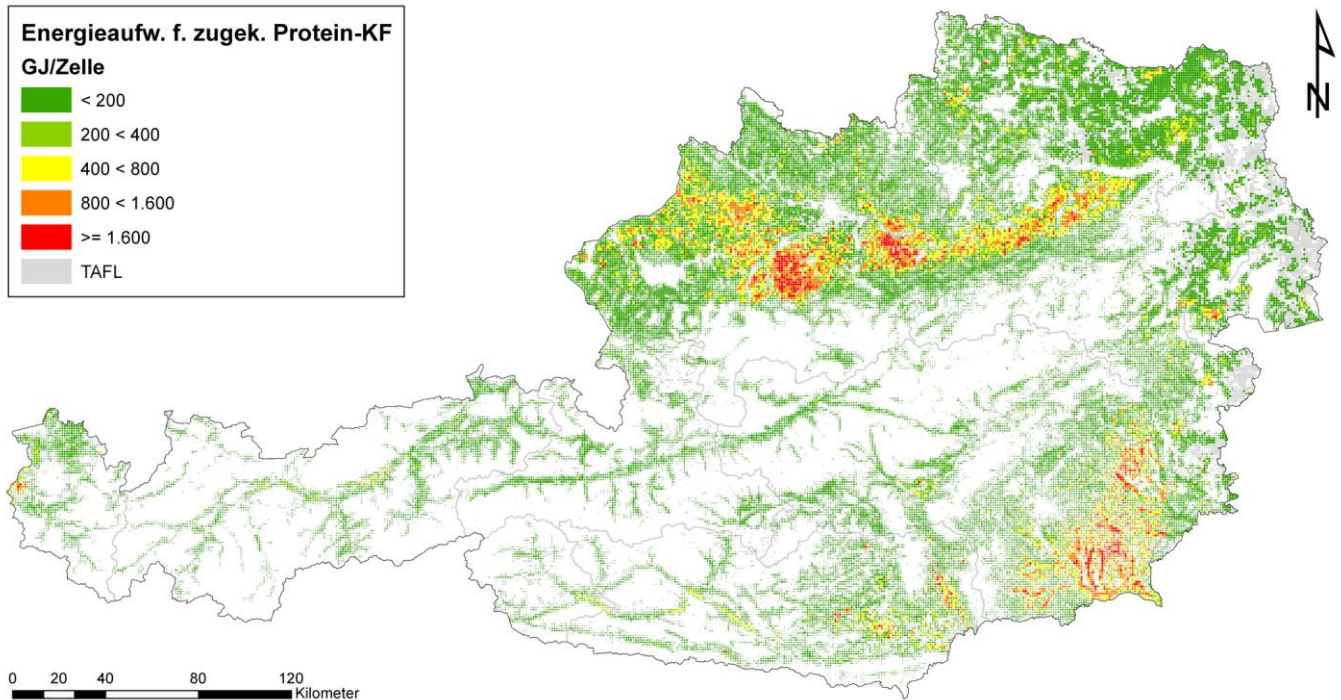 Energieaufw. f. zugek. Protein-KF
GJ/Zelle
< 200
200 < 400
400 < 800
800 < 1.600
>= 1.600
TAFL
N
0 20 40 80 120
Kilometer